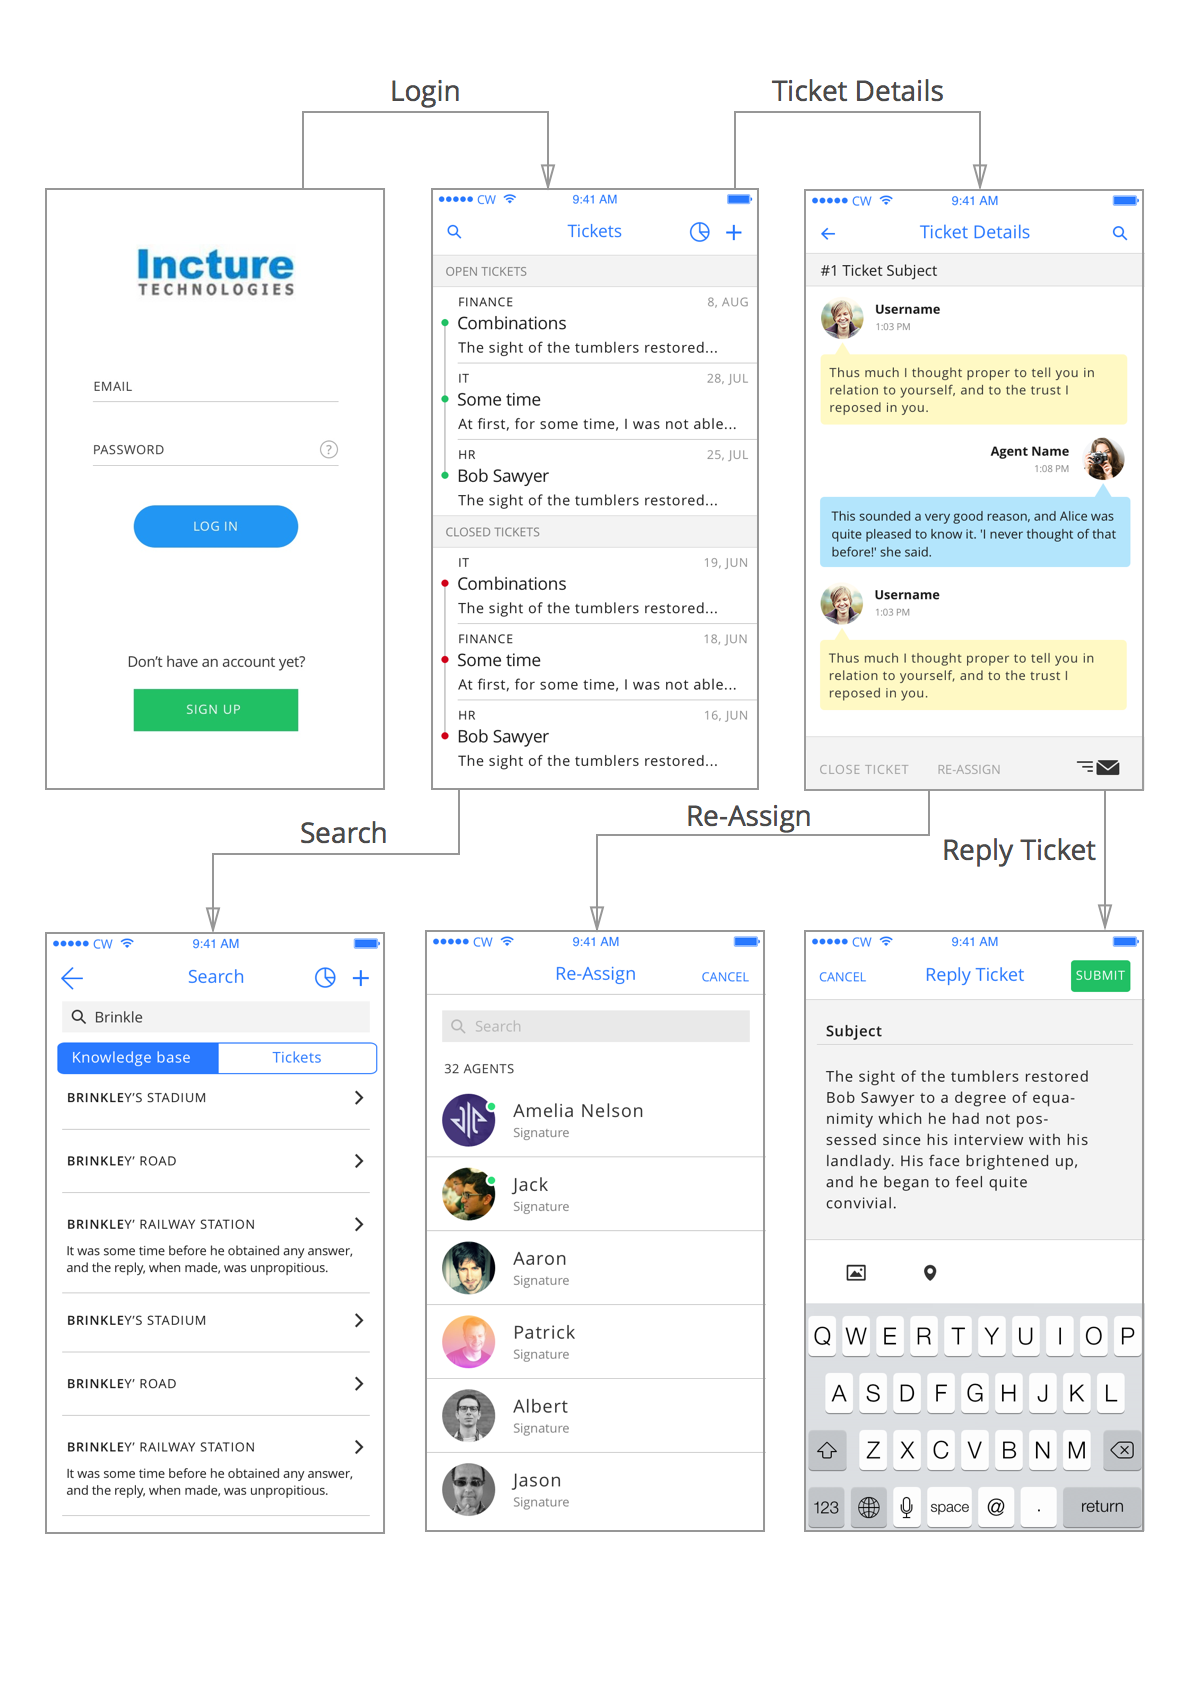 Login
Ticket Details
Incture
TECHNOLOGIES
EMAIL
PASSWORD
?
LOG IN
Don't have an account yet?
SIGN UP
CW
9:41 AM
Tickets
OPEN TICKETS
FINANCE
8, AUG
Combinations
The sight of the tumblers restored...
IT
28, JUL
Some time
At first, for some time, I was not able...
HR
25, JUL
Bob Sawyer
The sight of the tumblers restored...
CLOSED TICKETS
IT
19, JUN
Combinations
The sight of the tumblers restored...
FINANCE
18, JUN
Some time
At first, for some time, I was not able...
HR
16, JUN
Bob Sawyer
The sight of the tumblers restored...
CW
9:41 AM
Ticket Details
#1 Ticket Subject
Username
1:03 PM
Thus much I thought proper to tell you in
relation to yourself, and to the trust I
reposed in you.
Agent Name
1:08 PM
This sounded a very good reason, and Alice was
quite pleased to know it. 'I never thought of that
before!' she said.
Username
1:03 PM
Thus much I thought proper to tell you in
relation to yourself, and to the trust I
reposed in you.
CLOSE TICKET
RE-ASSIGN
Search
Re-Assign
Reply Ticket
CW
9:41 AM
Search
Brinkle
Knowledge base
Tickets
BRINKLEY'S STADIUM
BRINKLEY' ROAD
BRINKLEY' RAILWAY STATION
It was some time before he obtained any answer,
and the reply, when made, was unpropitious.
BRINKLEY'S STADIUM
BRINKLEY' ROAD
BRINKLEY' RAILWAY STATION
It was some time before he obtained any answer,
and the reply, when made, was unpropitious.
CW
9:41 AM
Re-Assign
CANCEL
Search
32 AGENTS
Amelia Nelson
Signature
Jack
Signature
Aaron
Signature
Patrick
Signature
Albert
Signature
Jason
Signature
CW
9:41 AM
CANCEL
Reply Ticket
SUBMIT
Subject
The sight of the tumblers restored
Bob Sawyer to a degree of equa-
nimity which he had not pos-
sessed since his interview with his
landlady. His face brightened up,
and he began to feel quite
convivial.
Q W E R T Y U I O P
A S D F G H J K L
Z X C V B N M
123 space @ . return